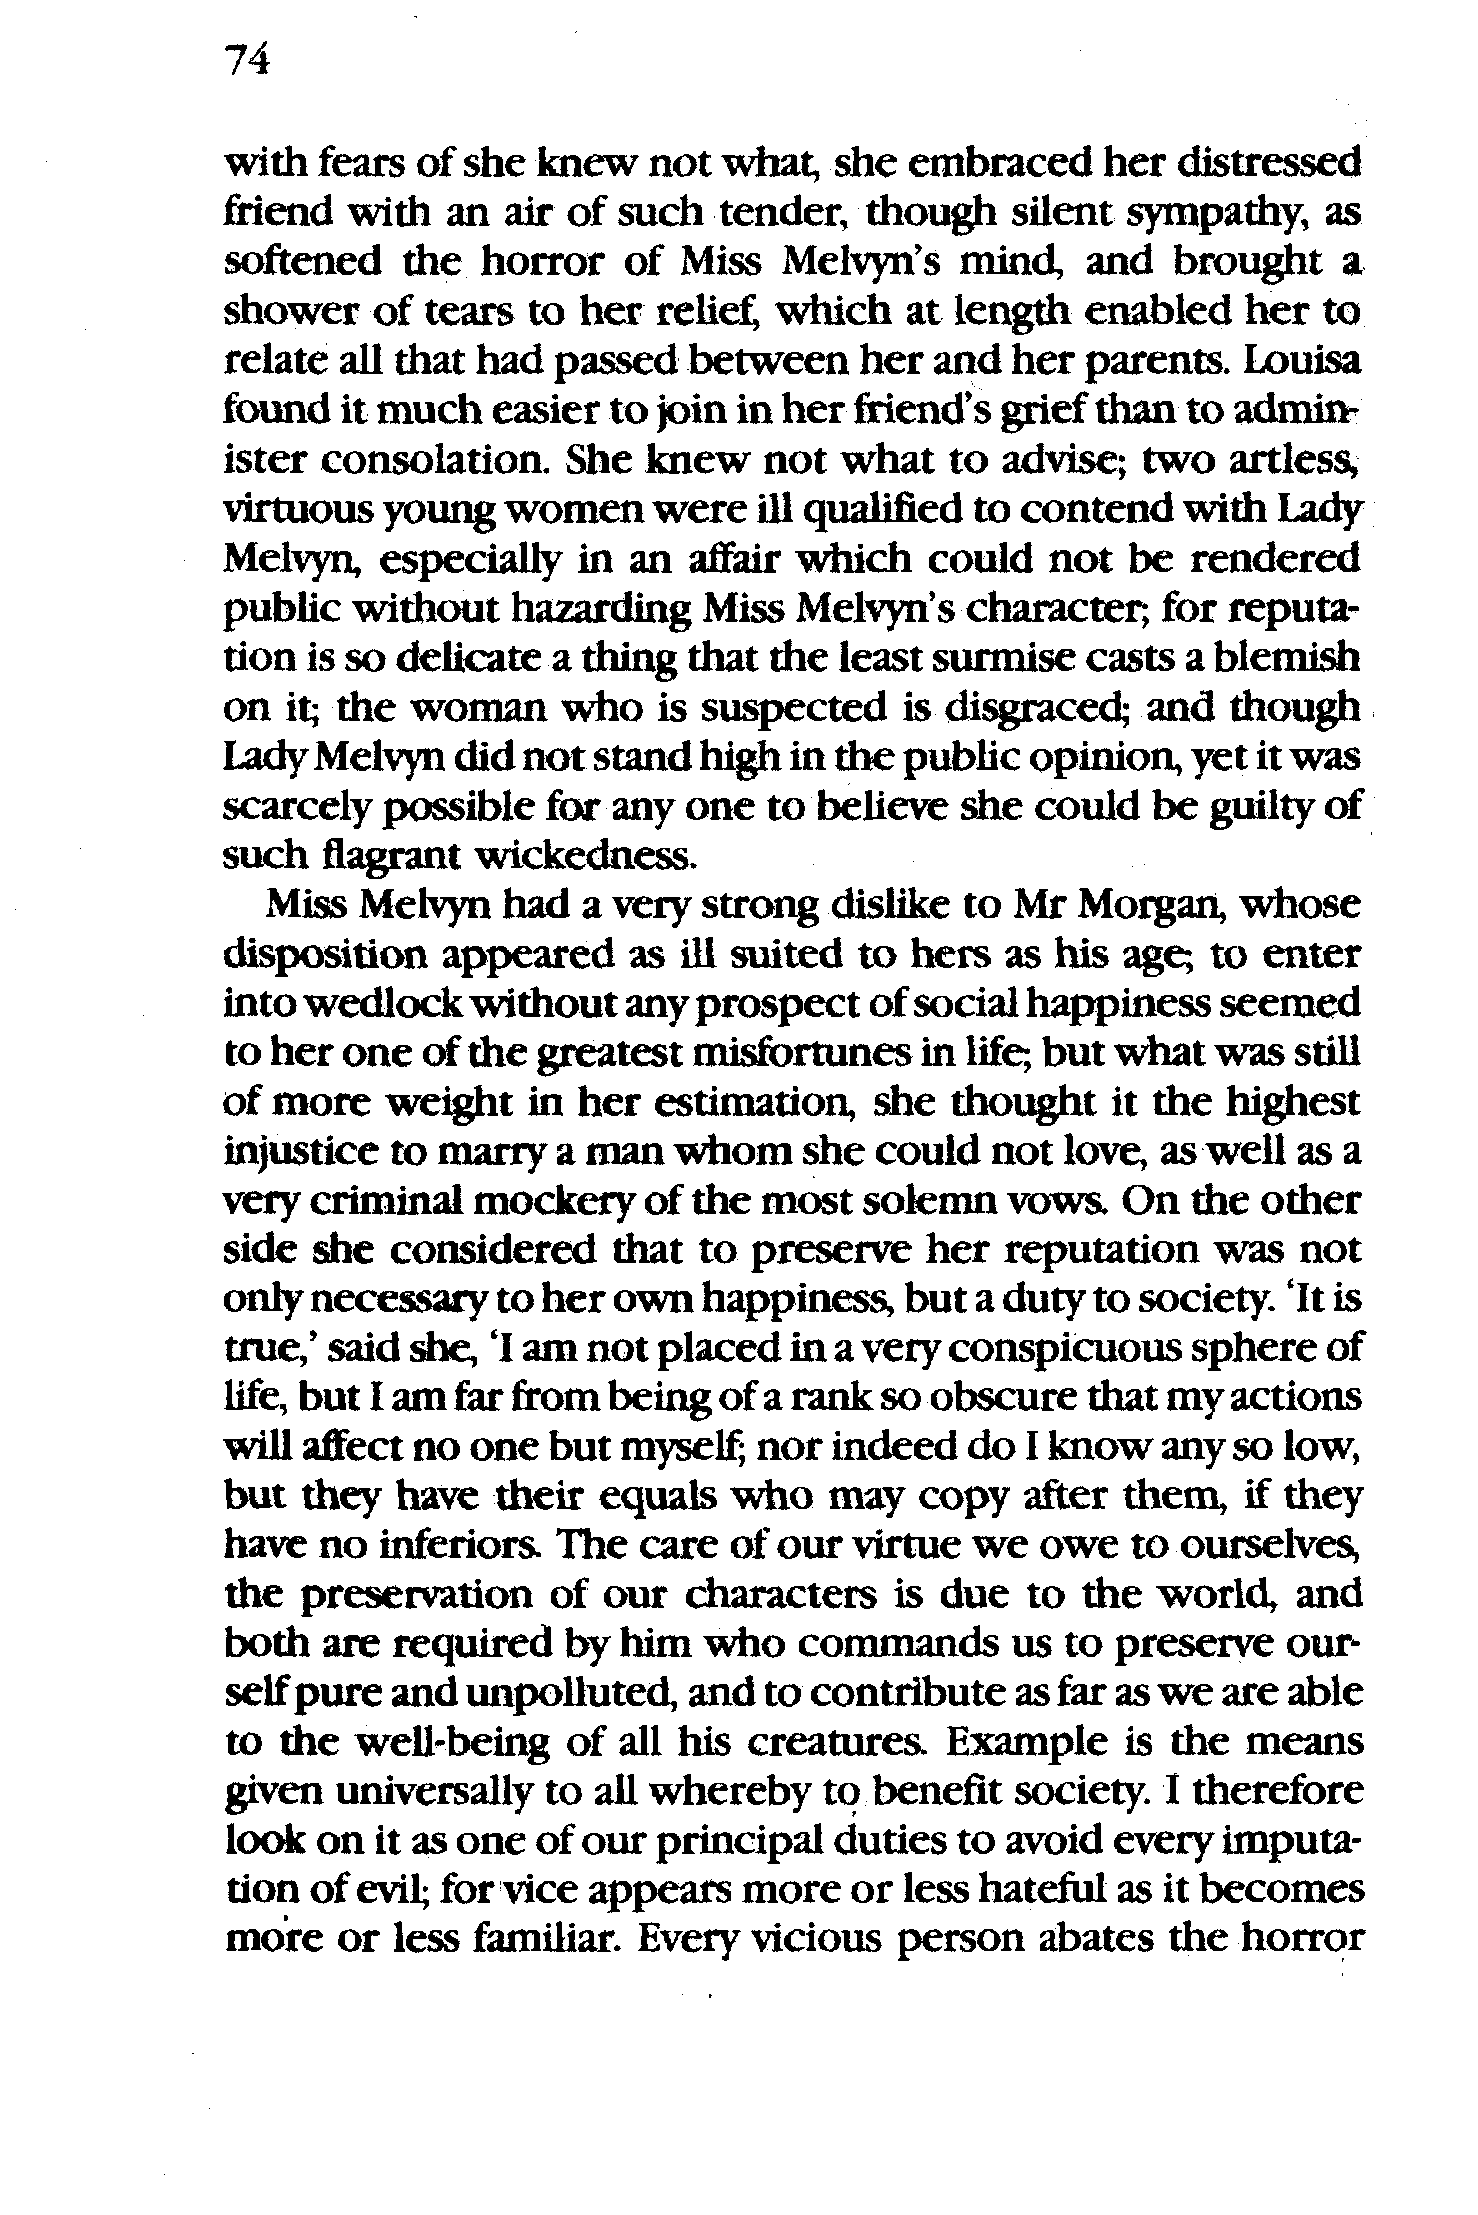 74
with fears of she knew not what, she embraced her distressed
friend with an air of such tender, though silent sympathy, as
softened the horror of Miss Melvyn's mind, and brought a
shower of tears to her relief, which at length enabled her to
relate all that had passed between her and her parents. Louisa
found it much easier to join in her friend's grief than to admin-
ister consolation. She knew not what to advise; two artless,
virtuous young women were ill qualified to contend with Lady
Melvyn, especially in an affair which could not be rendered
public without hazarding Miss Melvyn's character; for reputa-
tion is so delicate a thing that the least surmise casts a blemish
on it; the woman who is suspected is disgraced; and though
Lady Melvyn did not stand high in the public opinion, yet it was
scarcely possible for any one to believe she could be guilty of
such flagrant wickedness.
Miss Melvyn had a very strong dislike to Mr Morgan, whose
disposition appeared as ill suited to hers as his age; to enter
into wedlock without any prospect of social happiness seemed
to her one of the greatest misfortunes in life; but what was still
of more weight in her estimation, she thought it the highest
injustice to marry a man whom she could not love, as well as a
very criminal mockery of the most solemn vows. On the other
side she considered that to preserve her reputation was not
only necessary to her own happiness, but a duty to society. 'It is
true,' said she, 'I am not placed in a very conspicuous sphere of
life, but I am far from being of a rank so obscure that my actions
will affect no one but myself; nor indeed do I know any so low,
but they have their equals who may copy after them, if they
have no inferiors. The care of our virtue we owe to ourselves,
the preservation of our characters is due to the world, and
both are required by him who commands us to preserve our-
self pure and unpolluted, and to contribute as far as we are able
to the well-being of all his creatures. Example is the means
given universally to all whereby to benefit society. I therefore
look on it as one of our principal duties to avoid every imputa-
tion of evil; for vice appears more or less hateful as it becomes
more or less familiar. Every vicious person abates the horror